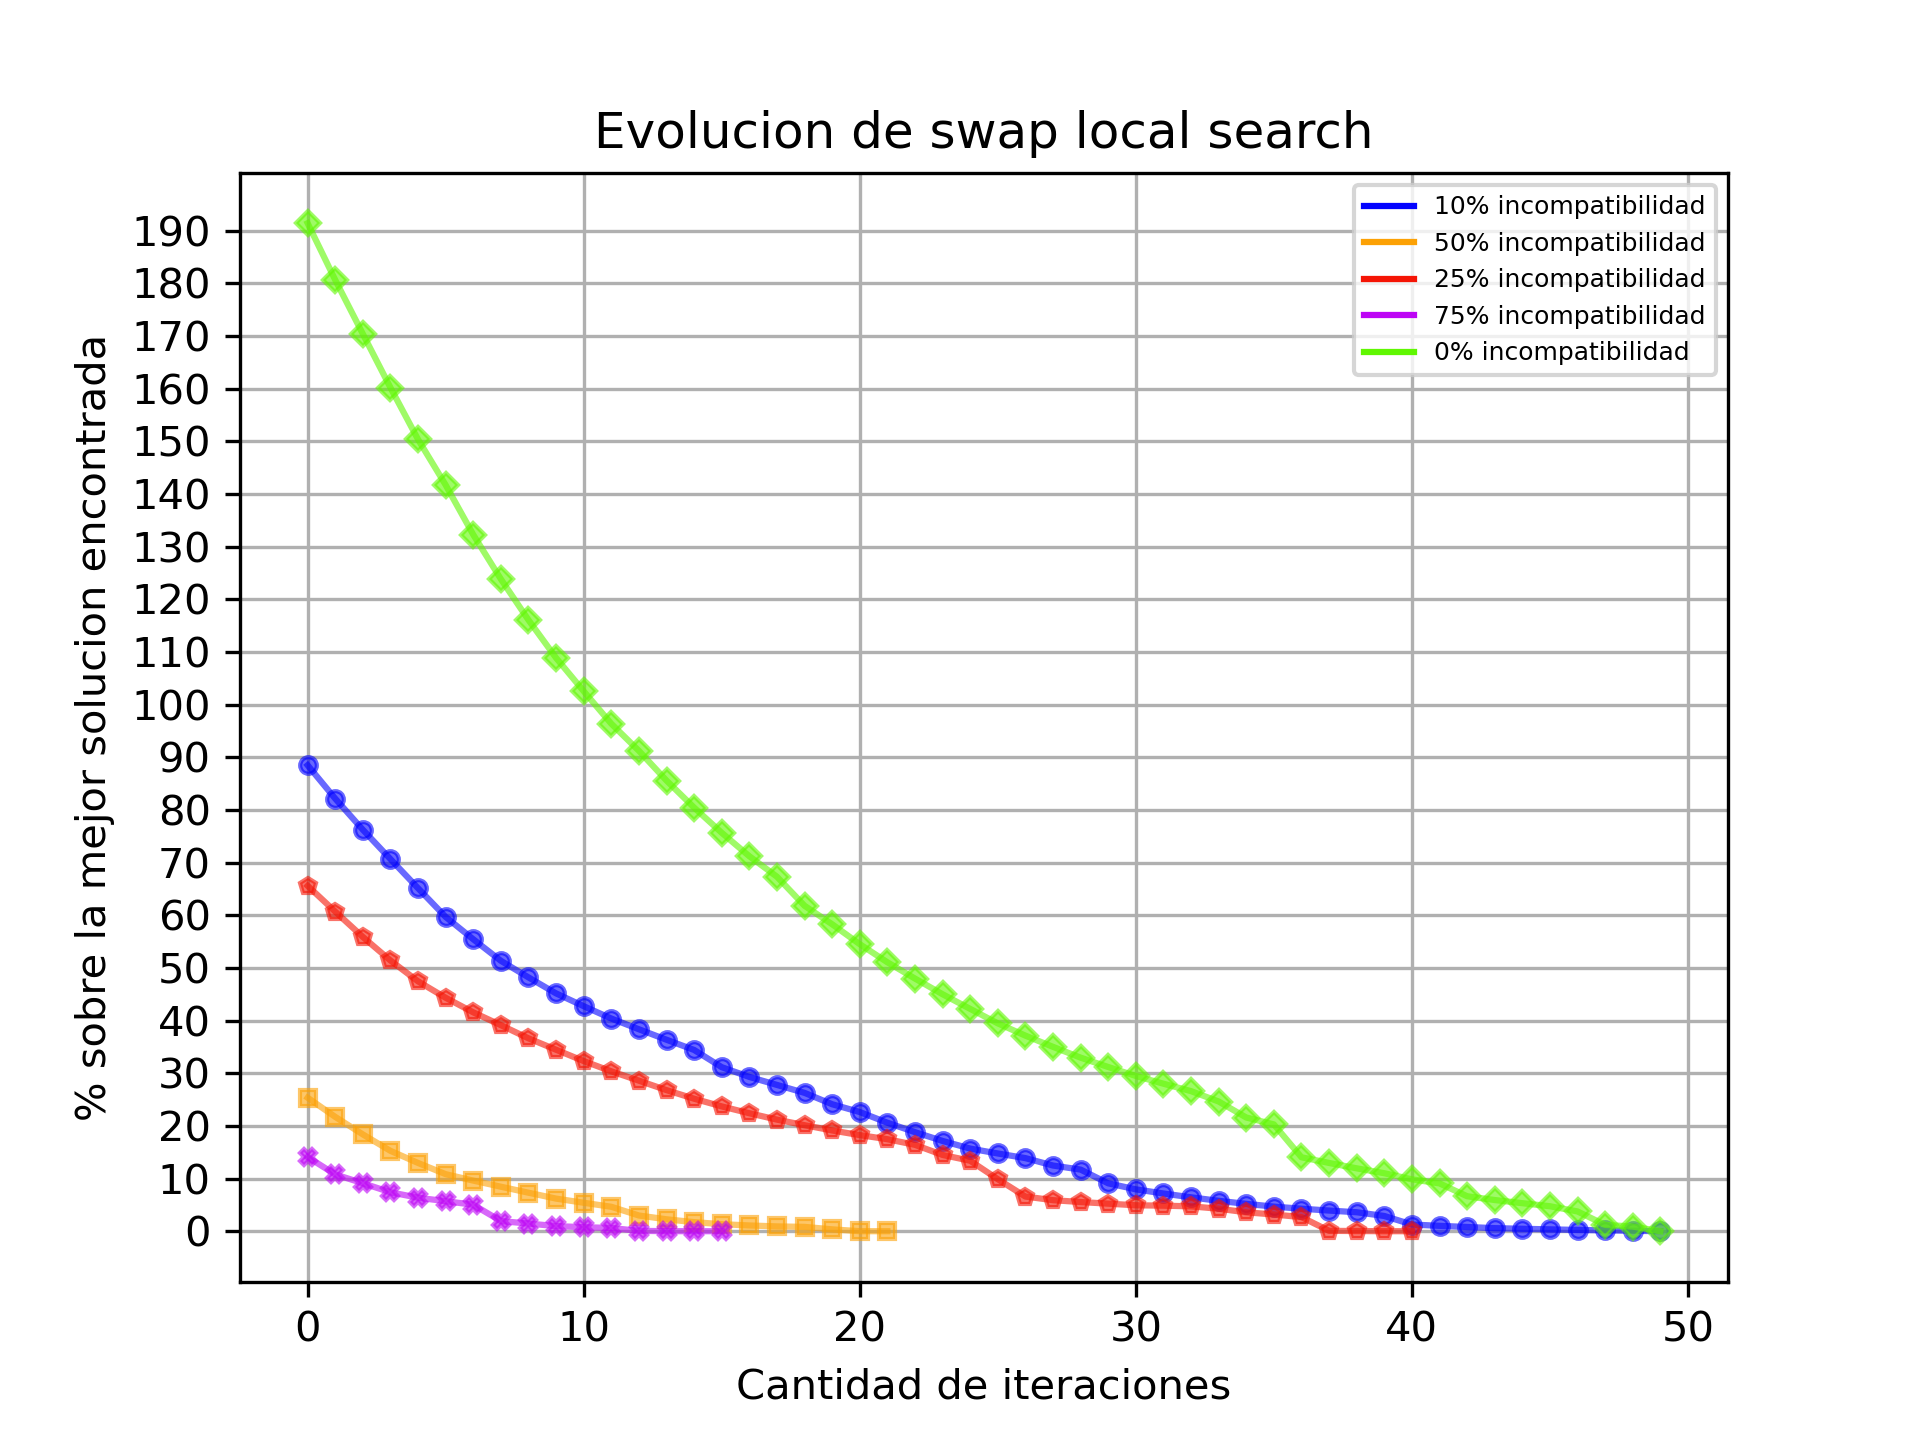 Evolucion de swap local search
% sobre la mejor solucion encontrada
190
180
170
160
150
140
130
120
110
100
90
80
70
60
50
40
30
20
10
0
10% incompatibilidad
50% incompatibilidad
25% incompatibilidad
75% incompatibilidad
0% incompatibilidad
0 10 20 30 40 50
Cantidad de iteraciones